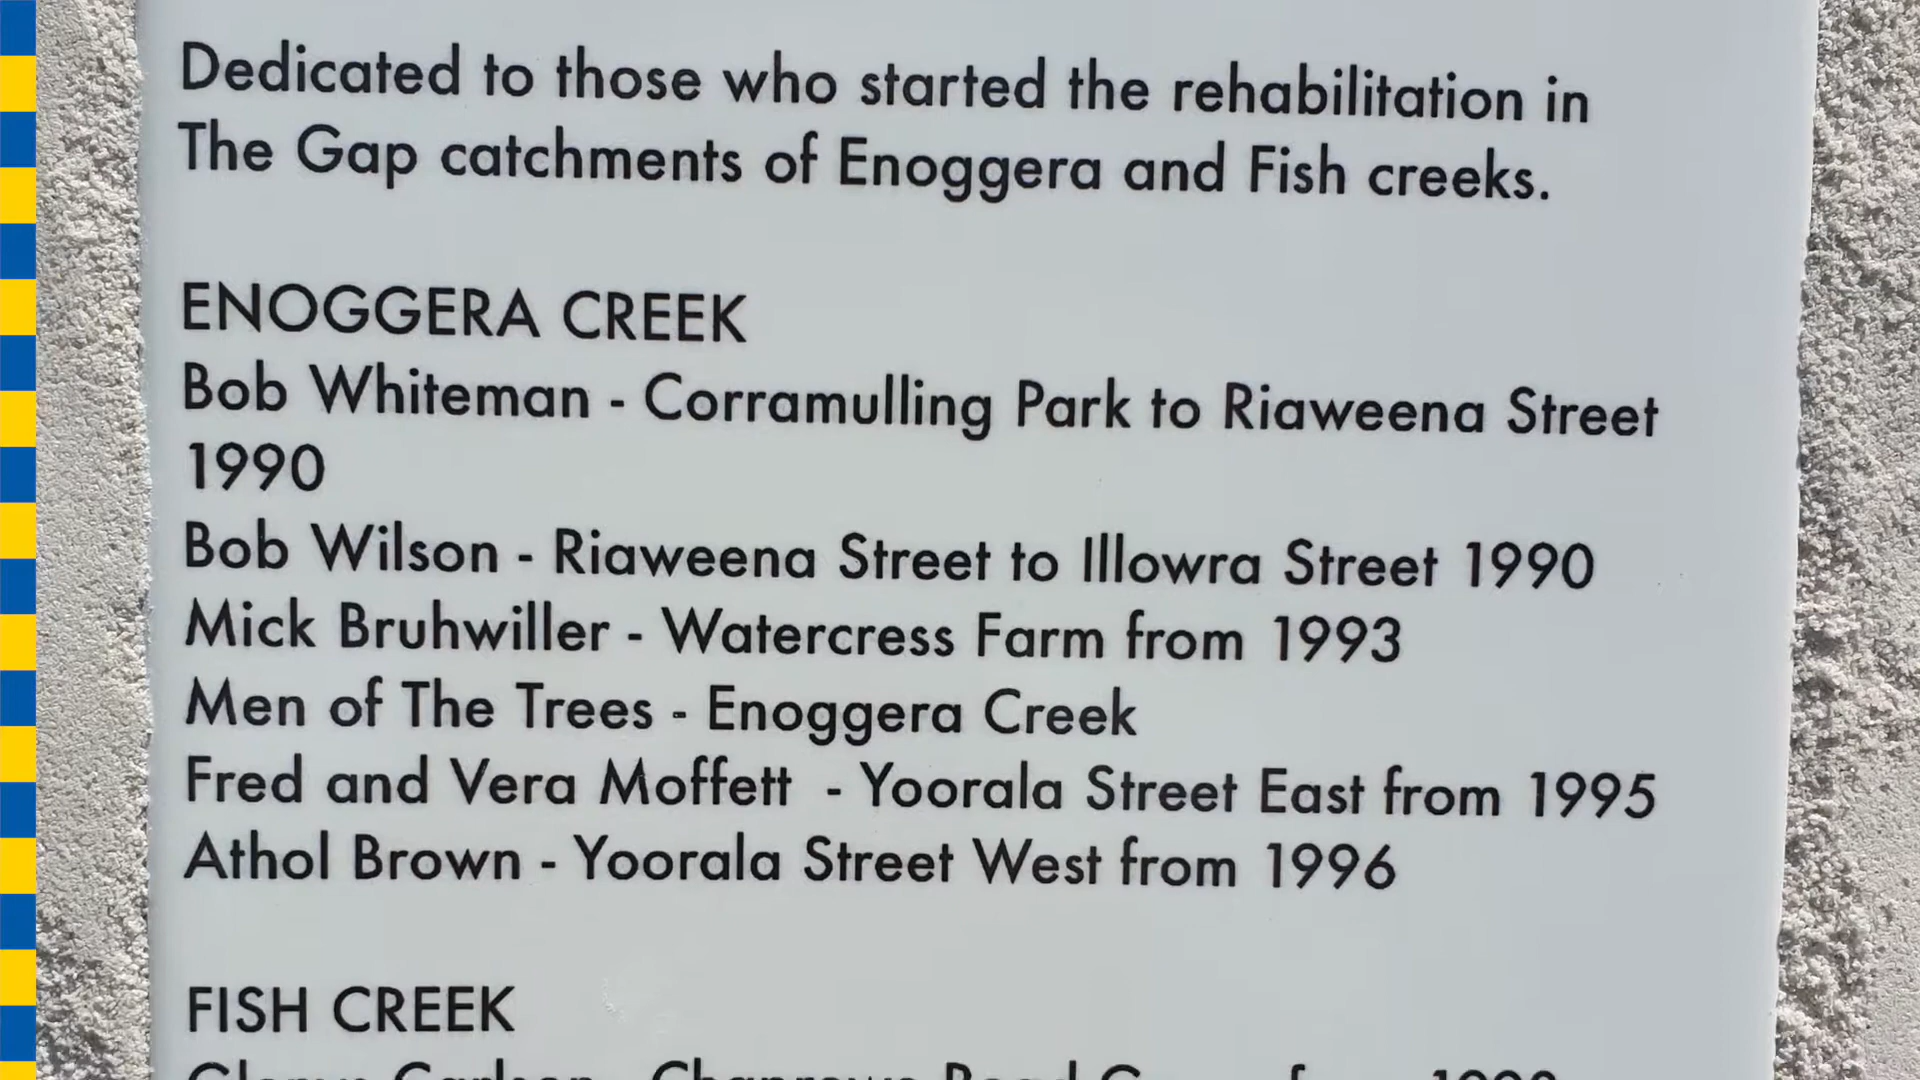 Dedicated to those who started the rehabilitation in
The Gap catchments of Enoggera and Fish creeks.
ENOGGERA CREEK
Bob Whiteman - Corramulling Park to Riaweena Street
1990
Bob Wilson - Riaweena Street to Illowra Street 1990
Mick Bruhwiller - Watercress Farm from 1993
Men of The Trees - Enoggera Creek
Fred and Vera Moffett - Yoorala Street East from 1995
Athol Brown - Yoorala Street West from 1996
FISH CREEK